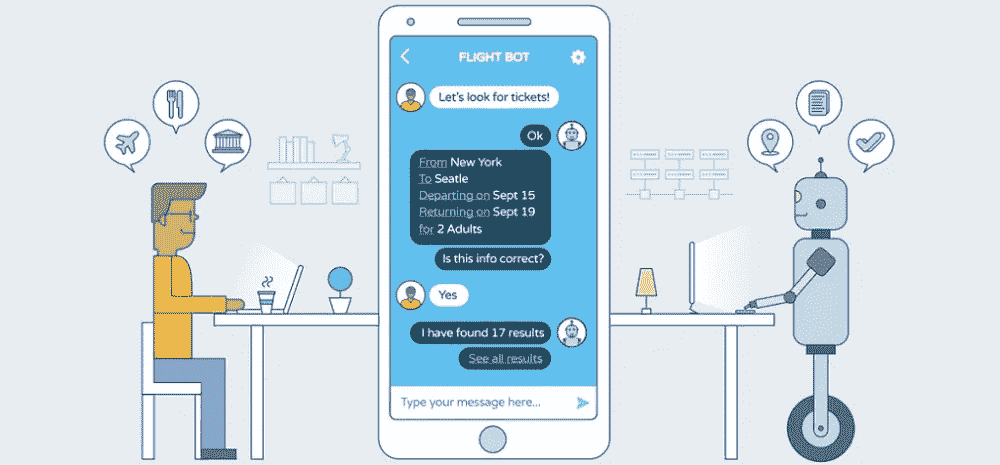 FLIGHT BOT
Let's look for tickets!
Ok
From New York
To Seatle
Departing on Sept 15
Returning on Sept 19
for 2 Adults
Is this info correct?
Yes
I have found 17 results
See all results
Type your message here...